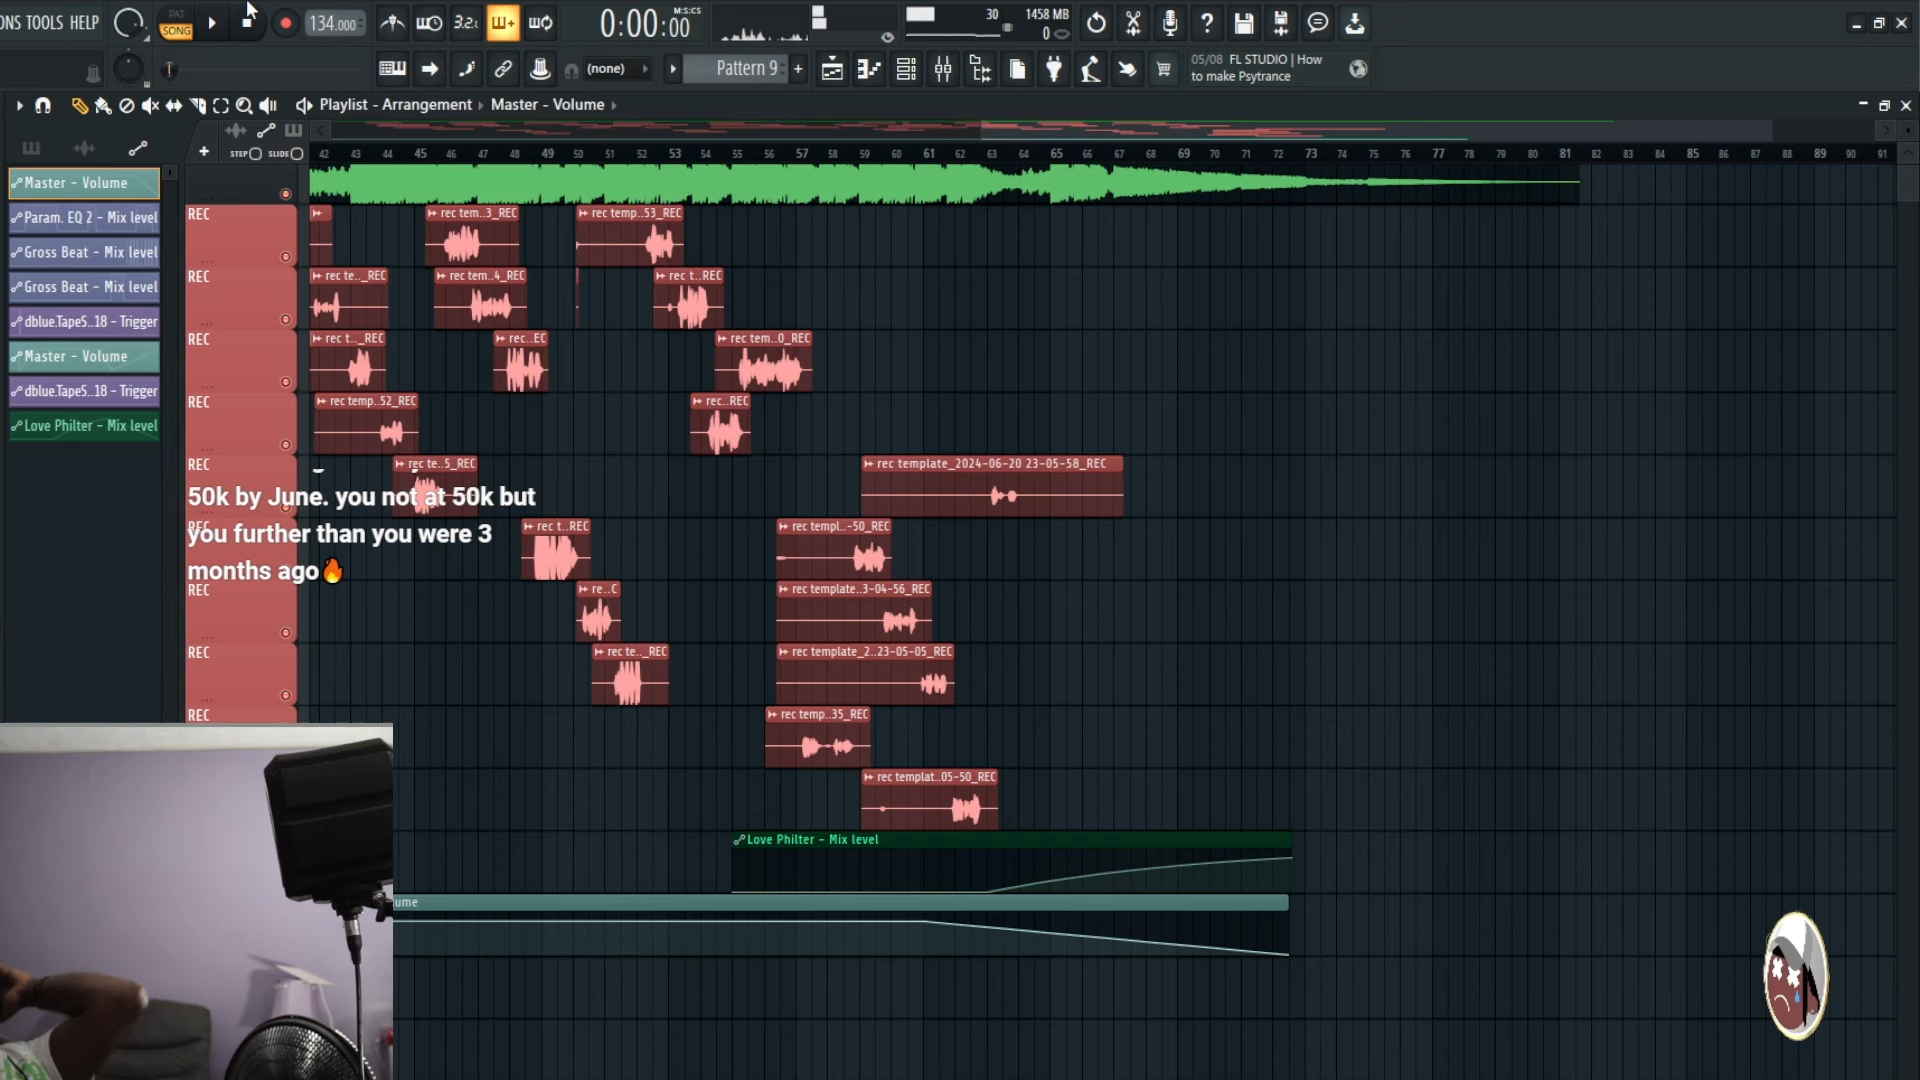 ONS TOOLS HELP
PAT
SONG
134.000
3.2..
0:00:00
M:S:CS
30
1458 MB
0
(none)
Pattern 9
05/08 FL STUDIO | How
to make Psytrance
Playlist - Arrangement
Master - Volume
STEP
SLIDE
42 43 44 45 46 47 48 49 50 51 52 53 54 55 56 57 58 59 60 61 62 63 64 65 66 67 68 69 70 71 72 73 74 75 76 77 78 79 80 81 82 83 84 85 86 87 88 89 90 91
Master - Volume
Param. EQ 2 - Mix level
Gross Beat - Mix level
Gross Beat - Mix level
dblue.TapeS..18 - Trigger
Master - Volume
dblue.TapeS..18 - Trigger
Love Philter - Mix level
REC
rec tem..3_REC
rec temp..53_REC
REC
rec te.._REC
rec tem..4_REC
rec t..REC
REC
rec t.._REC
rec..EC
rec tem..0_REC
REC
rec temp..52_REC
rec..REC
REC
rec te..5_REC
rec template_2024-06-20 23-05-58_REC
50k by June. you not at 50k but
you further than you were 3
months ago🔥
REC
rec t..REC
rec templ..-50_REC
REC
re..C
rec template..3-04-56_REC
REC
rec te.._REC
rec template_2..23-05-05_REC
REC
rec temp..35_REC
rec templat..05-50_REC
Love Philter - Mix level
ume